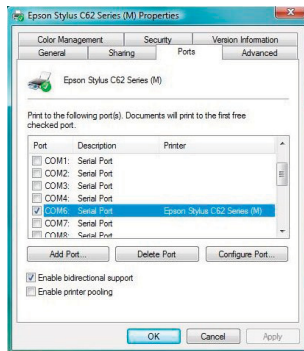 Epson Stylus C62 Series (M) Properties
Color Management Security Version Information
General Sharing Ports Advanced
Epson Stylus C62 Series (M)
Print to the following port(s). Documents will print to the first free
checked port.
Port Description Printer
COM1: Serial Port
COM2: Serial Port
COM3: Serial Port
COM4: Serial Port
COM6: Serial Port Epson Stylus C62 Series (M)
COM7: Serial Port
COM8: Serial Port
Add Port... Delete Port Configure Port...
Enable bidirectional support
Enable printer pooling
OK Cancel Apply